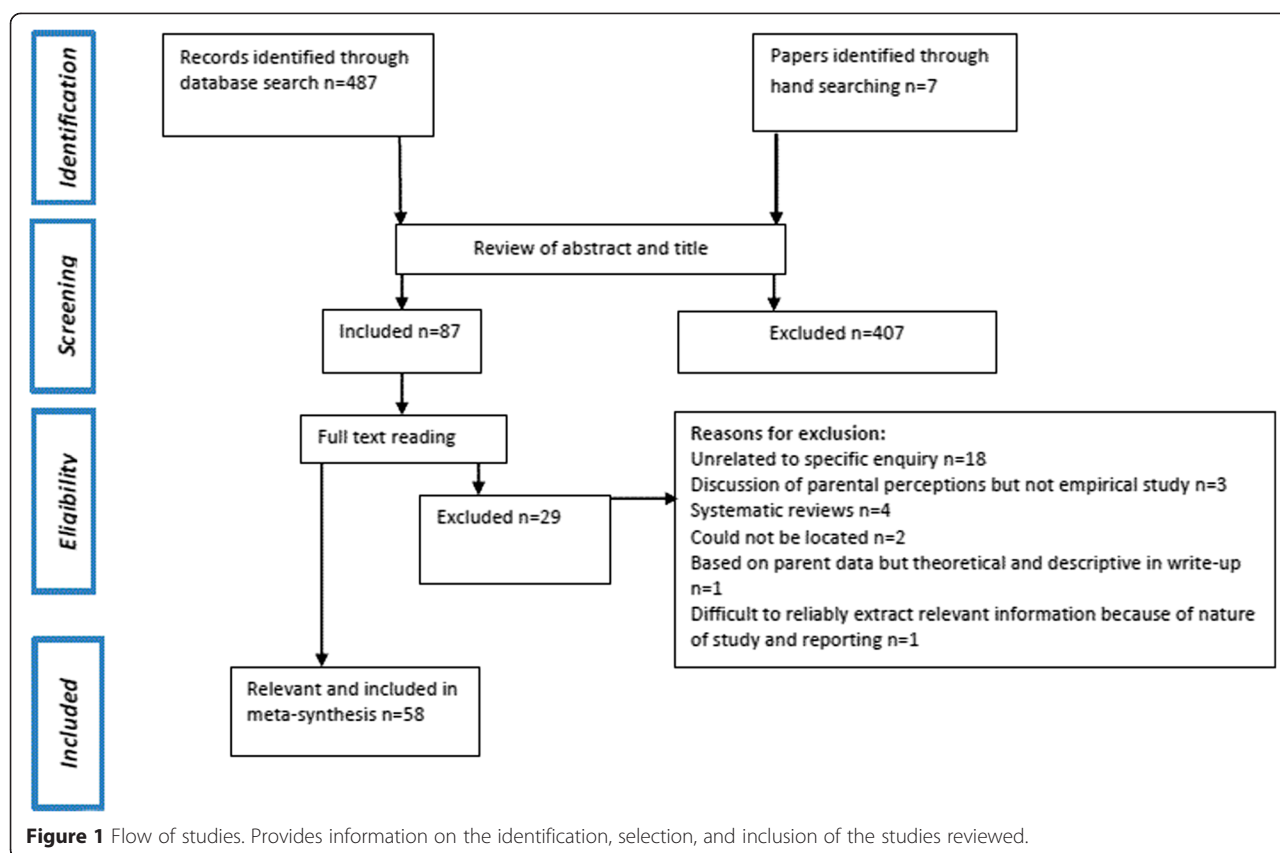 Identification
Records identified through
database search n=487
Papers identified through
hand searching n=7
Screening
Review of abstract and title
Included n=87
Excluded n=407
Eligibility
Full text reading
Excluded n=29
Reasons for exclusion:
Unrelated to specific enquiry n=18
Discussion of parental perceptions but not empirical study n=3
Systematic reviews n=4
Could not be located n=2
Based on parent data but theoretical and descriptive in write-up
n=1
Difficult to reliably extract relevant information because of nature
of study and reporting n=1
Included
Relevant and included in
meta-synthesis n=58
Figure 1 Flow of studies. Provides information on the identification, selection, and inclusion of the studies reviewed.